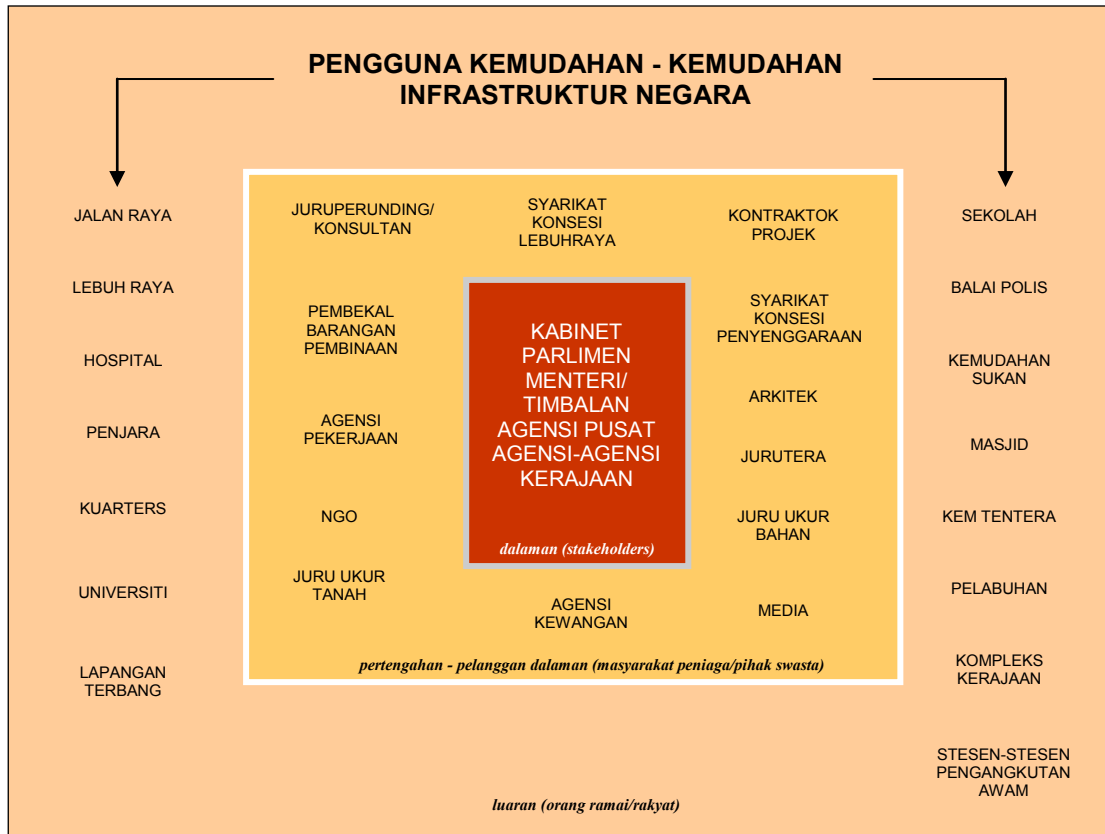 PENGGUNA KEMUDAHAN - KEMUDAHAN
INFRASTRUKTUR NEGARA
JALAN RAYA
LEBUH RAYA
HOSPITAL
PENJARA
KUARTERS
UNIVERSITI
LAPANGAN
TERBANG
JURUPERUNDING/
KONSULTAN
PEMBEKAL
BARANGAN
PEMBINAAN
AGENSI
PEKERJAAN
NGO
JURU UKUR
TANAH
SYARIKAT
KONSESI
LEBUHRAYA
KABINET
PARLIMEN
MENTERI/
TIMBALAN
AGENSI PUSAT
AGENSI-AGENSI
KERAJAAN
dalaman (stakeholders)
AGENSI
KEWANGAN
KONTRAKTOK
PROJEK
SYARIKAT
KONSESI
PENYENGGARAAN
ARKITEK
JURUTERA
JURU UKUR
BAHAN
MEDIA
pertengahan - pelanggan dalaman (masyarakat peniaga/pihak swasta)
SEKOLAH
BALAI POLIS
KEMUDAHAN
SUKAN
MASJID
KEM TENTERA
PELABUHAN
KOMPLEKS
KERAJAAN
STESEN-STESEN
PENGANGKUTAN
AWAM
luaran (orang ramai/rakyat)